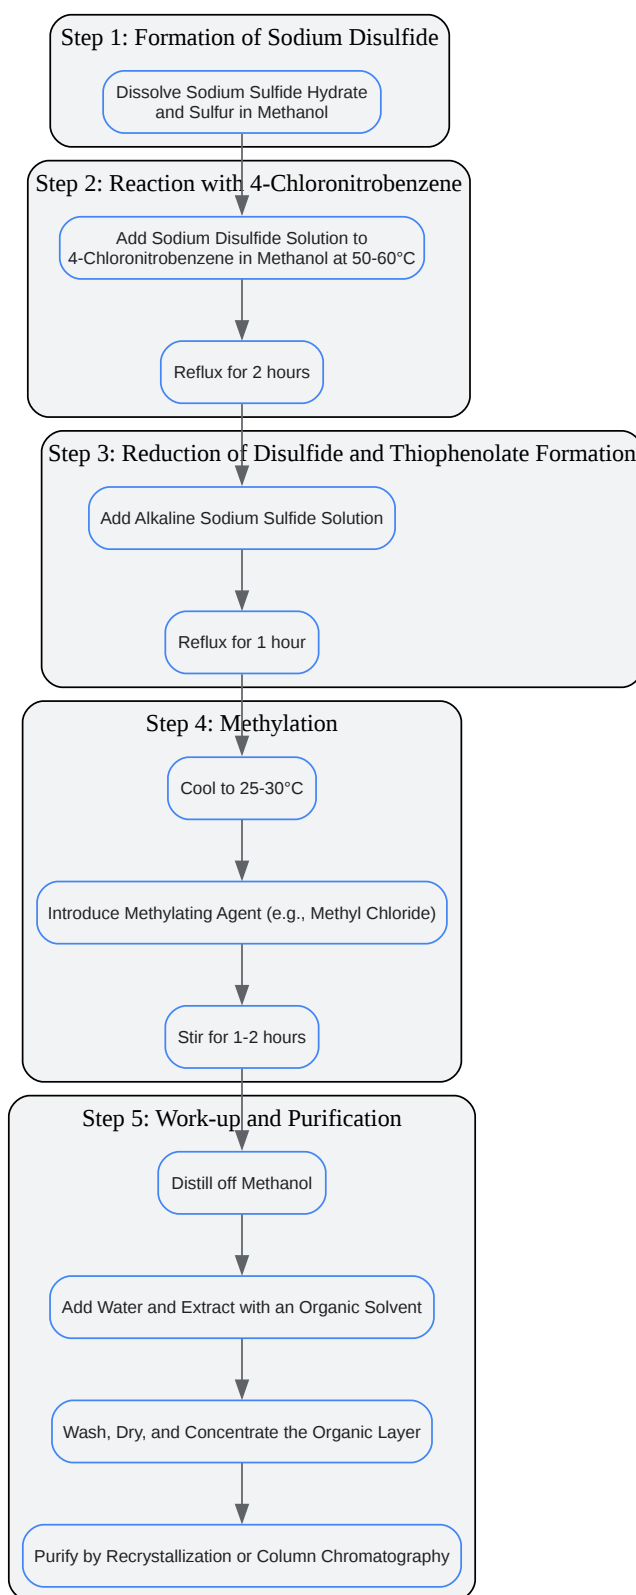 Step 1: Formation of Sodium Disulfide
Dissolve Sodium Sulfide Hydrate
and Sulfur in Methanol
Step 2: Reaction with 4-Chloronitrobenzene
Add Sodium Disulfide Solution to
4-Chloronitrobenzene in Methanol at 50-60°C
Reflux for 2 hours
Step 3: Reduction of Disulfide and Thiophenolate Formation
Add Alkaline Sodium Sulfide Solution
Reflux for 1 hour
Step 4: Methylation
Cool to 25-30°C
Introduce Methylating Agent (e.g., Methyl Chloride)
Stir for 1-2 hours
Step 5: Work-up and Purification
Distill off Methanol
Add Water and Extract with an Organic Solvent
Wash, Dry, and Concentrate the Organic Layer
Purify by Recrystallization or Column Chromatography